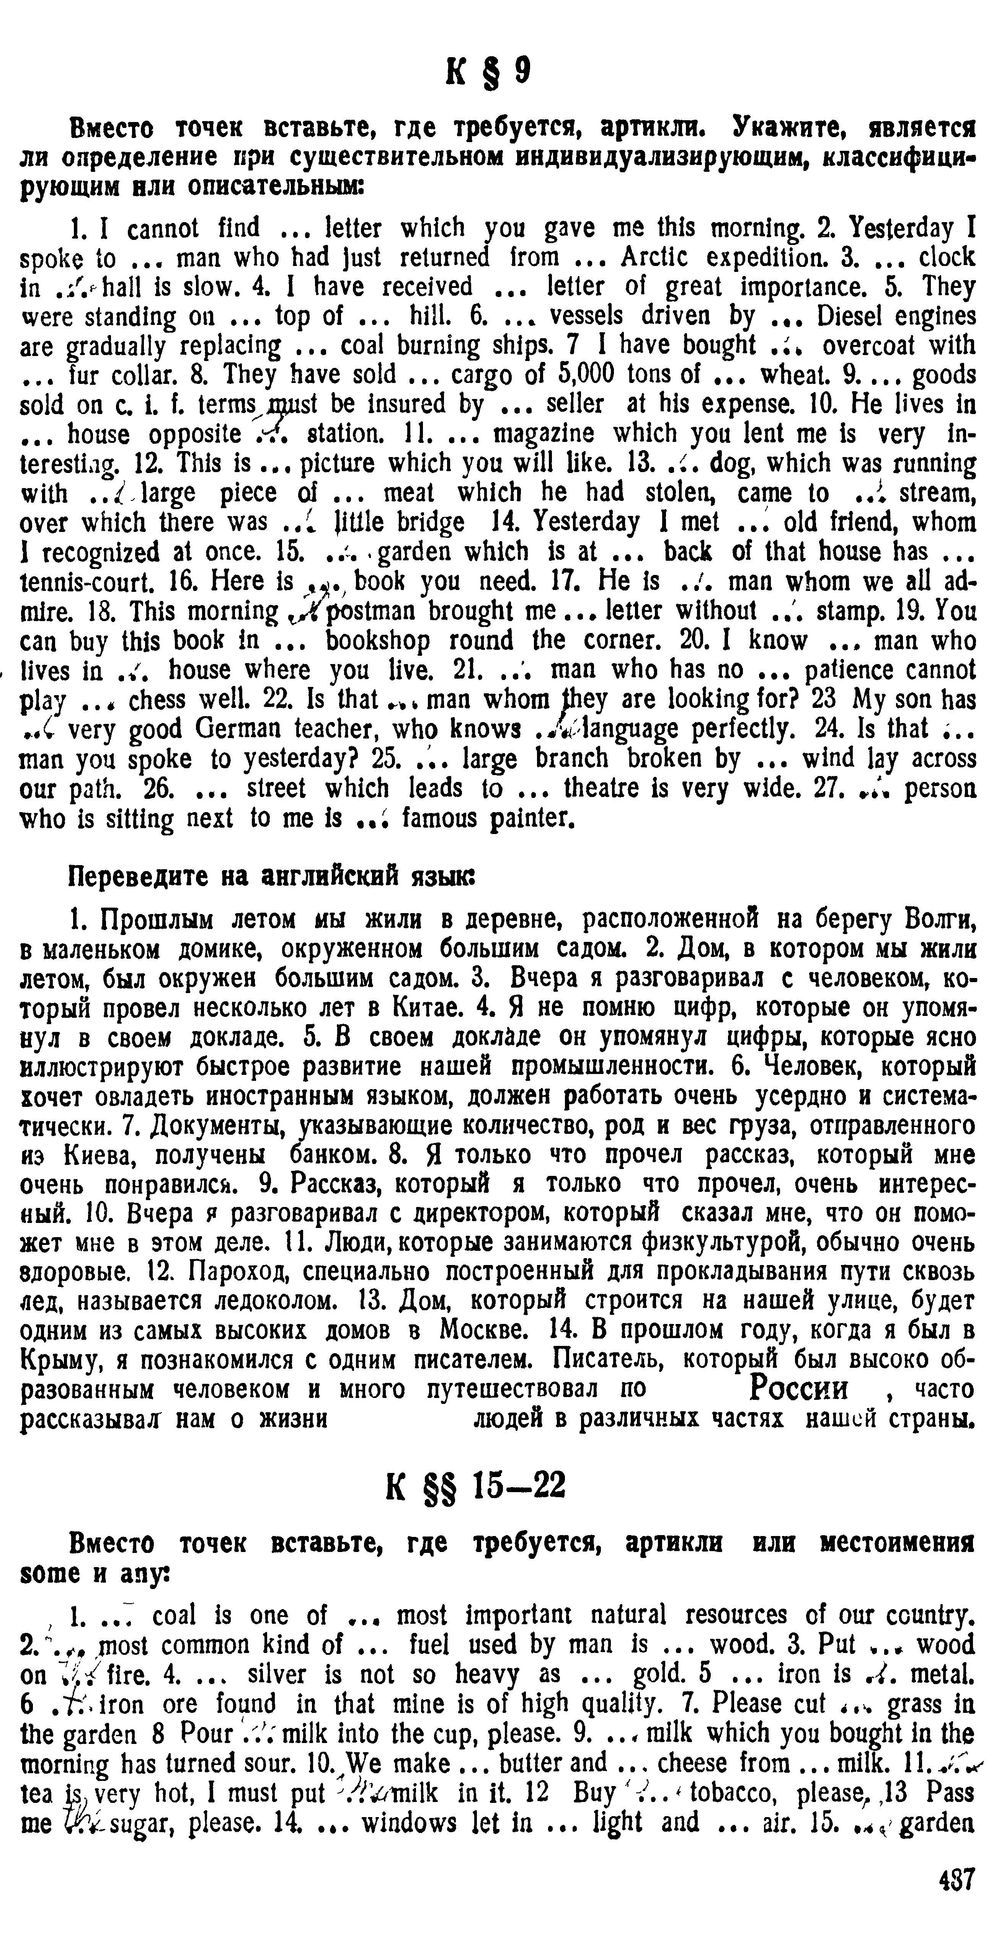 К § 9
Вместо точек вставьте, где требуется, артикли. Укажите, является
ли определение при существительном индивидуализирующим, классифици-
рующим или описательным:
1. I cannot find ... letter which you gave me this morning. 2. Yesterday I
spoke to ... man who had just returned from ... Arctic expedition. 3. ... clock
in ... hall is slow. 4. I have received ... letter of great importance. 5. They
were standing on ... top of ... hill. 6. ... vessels driven by ... Diesel engines
are gradually replacing ... coal burning ships. 7 I have bought ... overcoat with
... fur collar. 8. They have sold ... cargo of 5,000 tons of ... wheat. 9. ... goods
sold on c. i. f. terms must be insured by ... seller at his expense. 10. He lives in
... house opposite ... station. 11. ... magazine which you lent me is very in-
teresting. 12. This is ... picture which you will like. 13. ... dog, which was running
with ... large piece of ... meat which he had stolen, came to ... stream,
over which there was ... little bridge 14. Yesterday I met ... old friend, whom
I recognized at once. 15. ... garden which is at ... back of that house has ...
tennis-court. 16. Here is ... book you need. 17. He is ... man whom we all ad-
mire. 18. This morning ... postman brought me ... letter without ... stamp. 19. You
can buy this book in ... bookshop round the corner. 20. I know ... man who
lives in ... house where you live. 21. ... man who has no ... patience cannot
play ... chess well. 22. Is that ... man whom they are looking for? 23 My son has
... very good German teacher, who knows ... language perfectly. 24. Is that ...
man you spoke to yesterday? 25. ... large branch broken by ... wind lay across
our path. 26. ... street which leads to ... theatre is very wide. 27. ... person
who is sitting next to me is ... famous painter.
Переведите на английский язык:
1. Прошлым летом мы жили в деревне, расположенной на берегу Волги,
в маленьком домике, окруженном большим садом. 2. Дом, в котором мы жили
летом, был окружен большим садом. 3. Вчера я разговаривал с человеком, ко-
торый провел несколько лет в Китае. 4. Я не помню цифр, которые он упомя-
нул в своем докладе. 5. В своем докладе он упомянул цифры, которые ясно
иллюстрируют быстрое развитие нашей промышленности. 6. Человек, который
хочет овладеть иностранным языком, должен работать очень усердно и система-
тически. 7. Документы, указывающие количество, род и вес груза, отправленного
из Киева, получены банком. 8. Я только что прочел рассказ, который мне
очень понравился. 9. Рассказ, который я только что прочел, очень интерес-
ный. 10. Вчера я разговаривал с директором, который сказал мне, что он помо-
жет мне в этом деле. 11. Люди, которые занимаются физкультурой, обычно очень
здоровые. 12. Пароход, специально построенный для прокладывания пути сквозь
лед, называется ледоколом. 13. Дом, который строится на нашей улице, будет
одним из самых высоких домов в Москве. 14. В прошлом году, когда я был в
Крыму, я познакомился с одним писателем. Писатель, который был высоко об-
разованным человеком и много путешествовал по РОССИИ , часто
рассказывал нам о жизни людей в различных частях нашей страны.
К §§ 15—22
Вместо точек вставьте, где требуется, артикли или местоимения
some и any:
1. ... coal is one of ... most important natural resources of our country.
2. ... most common kind of ... fuel used by man is ... wood. 3. Put ... wood
on ... fire. 4. ... silver is not so heavy as ... gold. 5 ... iron is ... metal.
6 ... iron ore found in that mine is of high quality. 7. Please cut ... grass in
the garden 8 Pour ... milk into the cup, please. 9. ... milk which you bought in the
morning has turned sour. 10. We make ... butter and ... cheese from ... milk. 11. ...
tea is very hot, I must put ... milk in it. 12 Buy ... tobacco, please, 13 Pass
me the sugar, please. 14. ... windows let in ... light and ... air. 15. ... garden
437